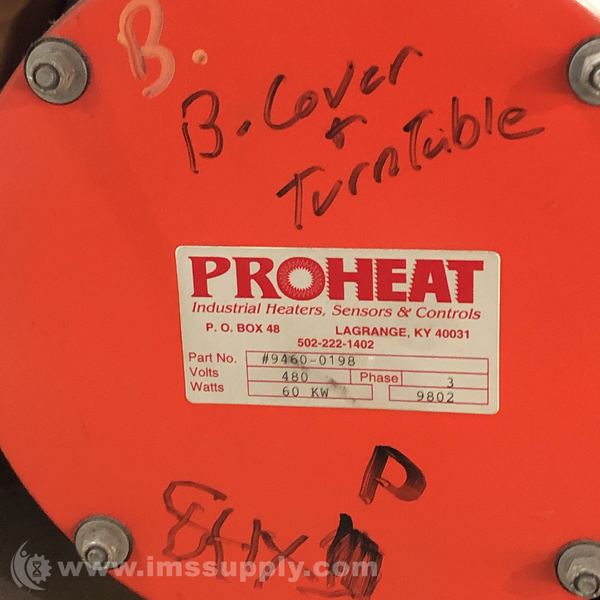 B.
B. Cover
+
TurnTable
PROHEAT
Industrial Heaters, Sensors & Controls
P. O. BOX 48 LAGRANGE, KY 40031
502-222-1402
Part No. #9460-0198
Volts 480 Phase 3
Watts 60 KW 9802
P
www.imssupply.com